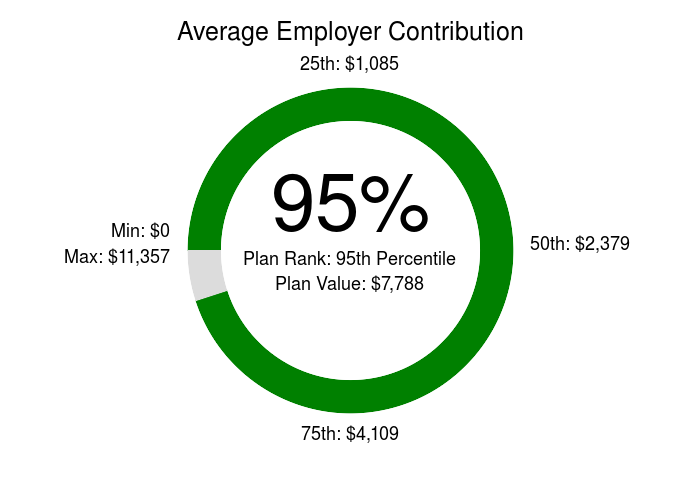 Average Employer Contribution
25th: $1,085
95%
Min: $0
Max: $11,357
Plan Rank: 95th Percentile
Plan Value: $7,788
50th: $2,379
75th: $4,109